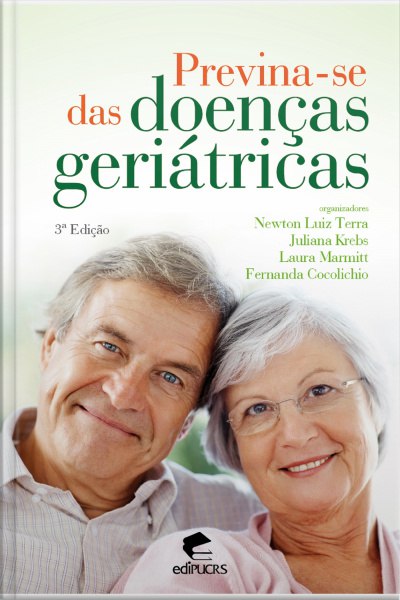 Previna-se
das doenças
geriátricas
organizadores
Newton Luiz Terra
Juliana Krebs
Laura Marmitt
Fernanda Cocolichio
3ª Edição
ediPUCRS